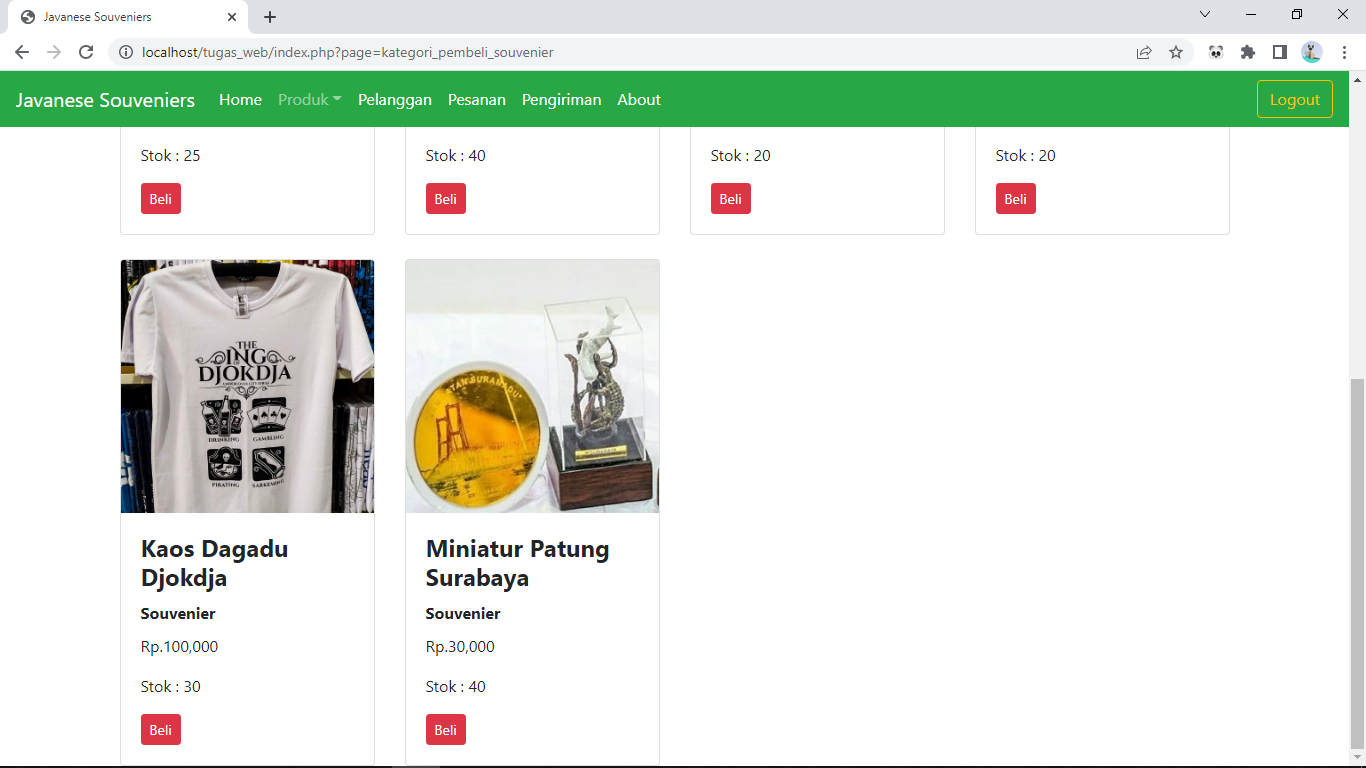 Javanese Souveniers
localhost/tugas_web/index.php?page=kategori_pembeli_souvenier
Javanese Souveniers Home Produk Pelanggan Pesanan Pengiriman About Logout
Stok : 25 Stok : 40 Stok : 20 Stok : 20
Beli Beli Beli Beli
THE
ING
DJOKDJA
DRINKING GAMBLING
PIRATING SARKEMING
Kaos Dagadu
Djokdja
Souvenier
Rp.100,000
Stok : 30
Beli
Miniatur Patung
Surabaya
Souvenier
Rp.30,000
Stok : 40
Beli